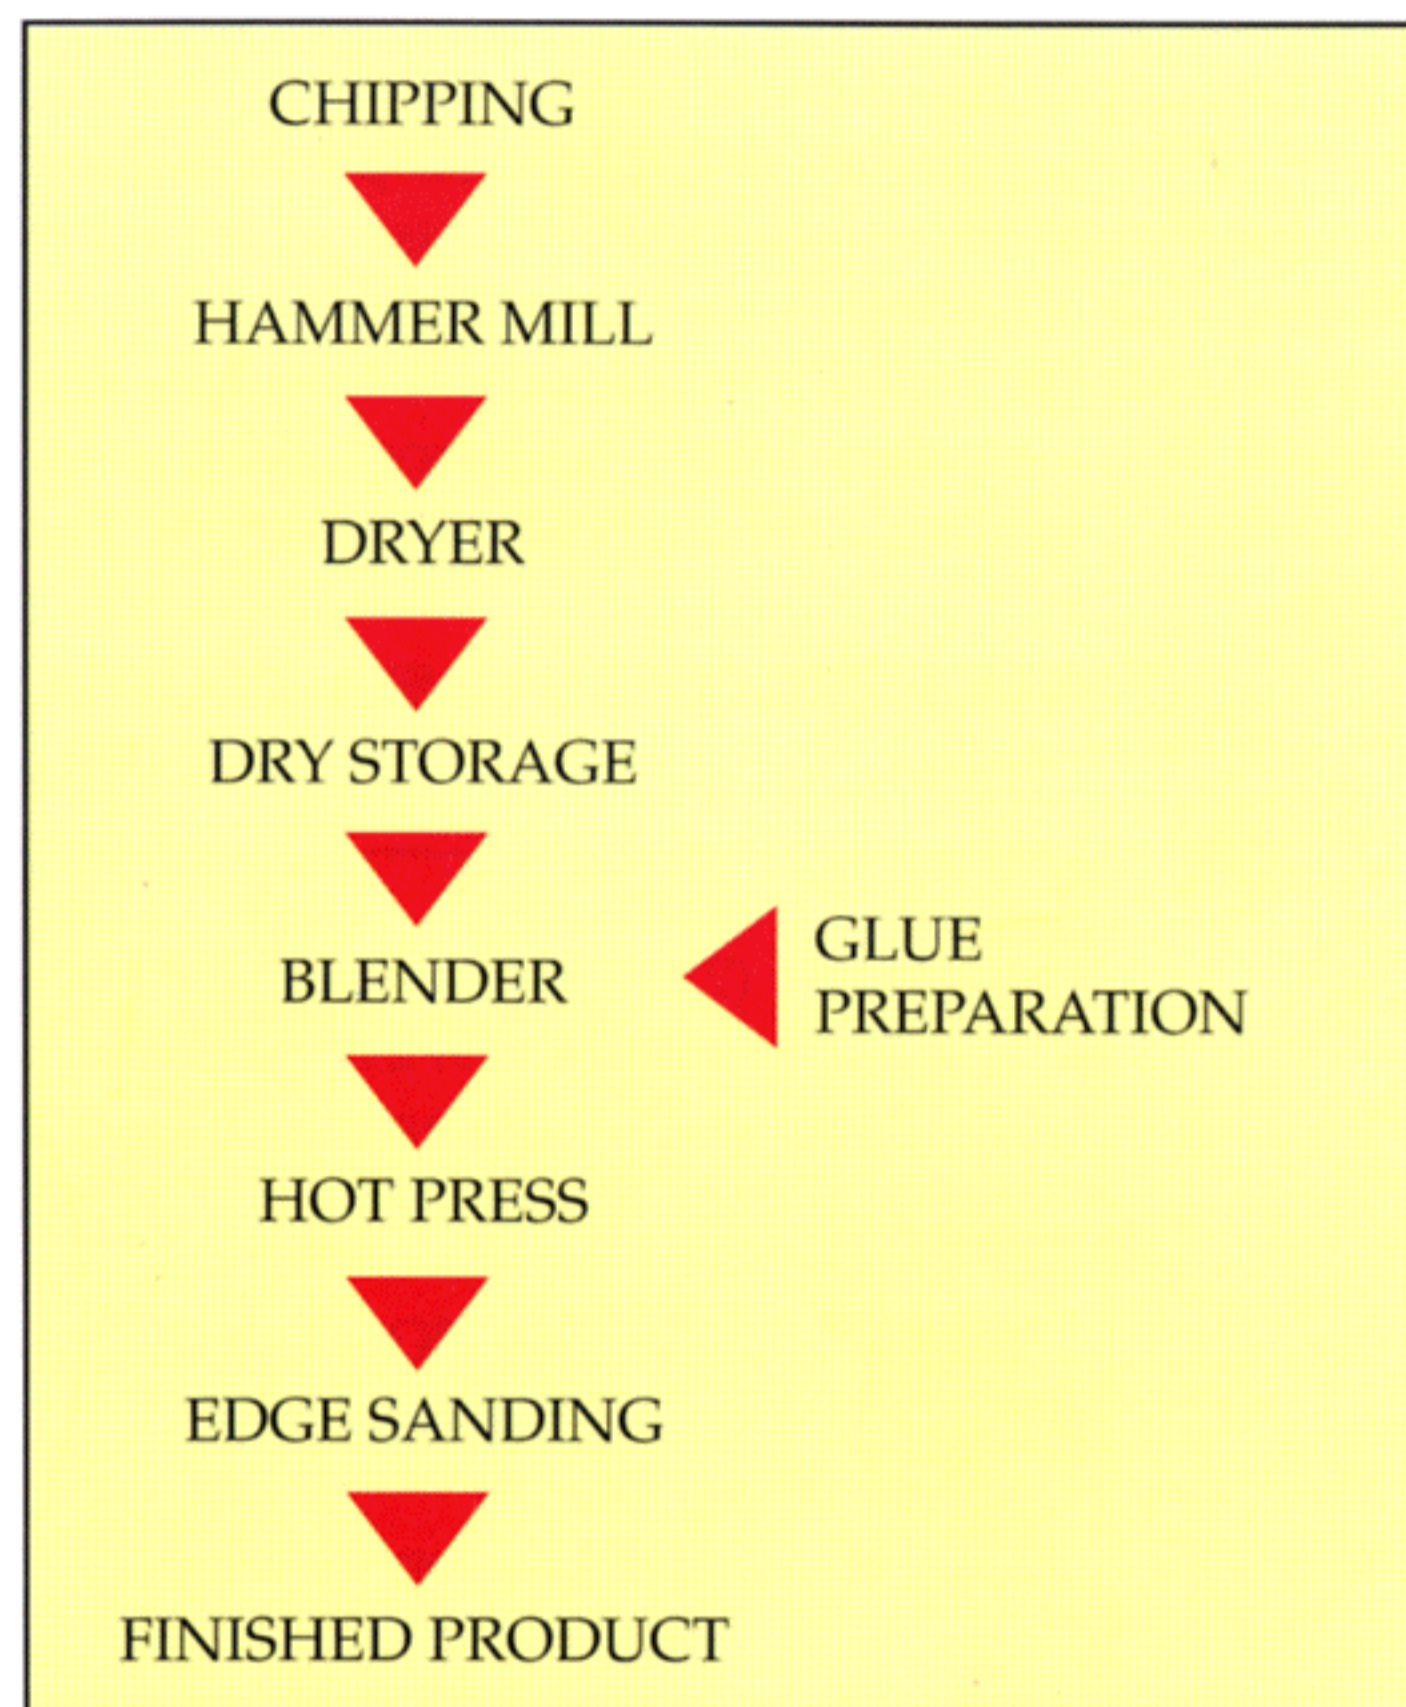 CHIPPING
HAMMER MILL
DRYER
DRY STORAGE
BLENDER
GLUE
PREPARATION
HOT PRESS
EDGE SANDING
FINISHED PRODUCT